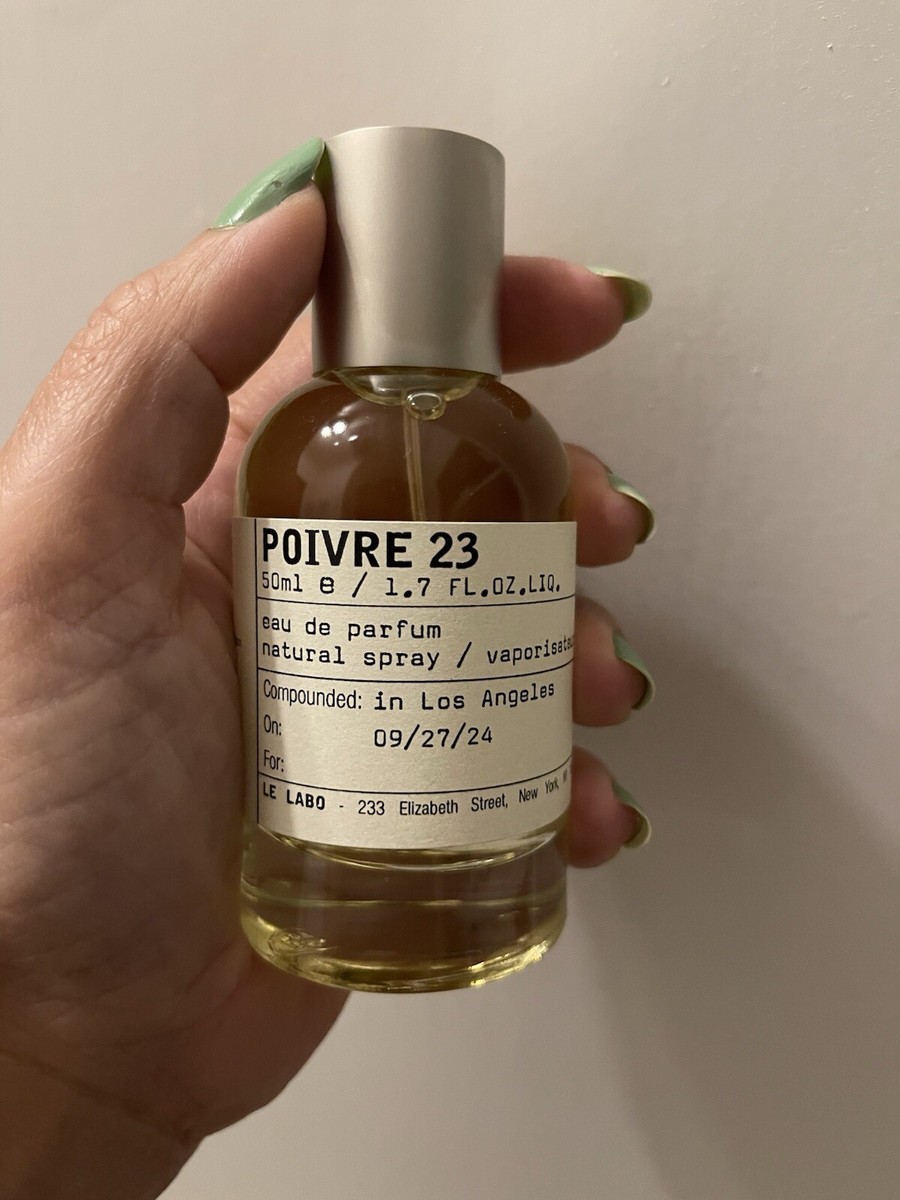 POIVRE 23
50ml e / 1.7 FL.OZ.LIQ.
eau de parfum
natural spray /
Compounded: in Los Angeles
On: 09/27/24
For:
LE LABO - 233 Elizabeth Street, New York,